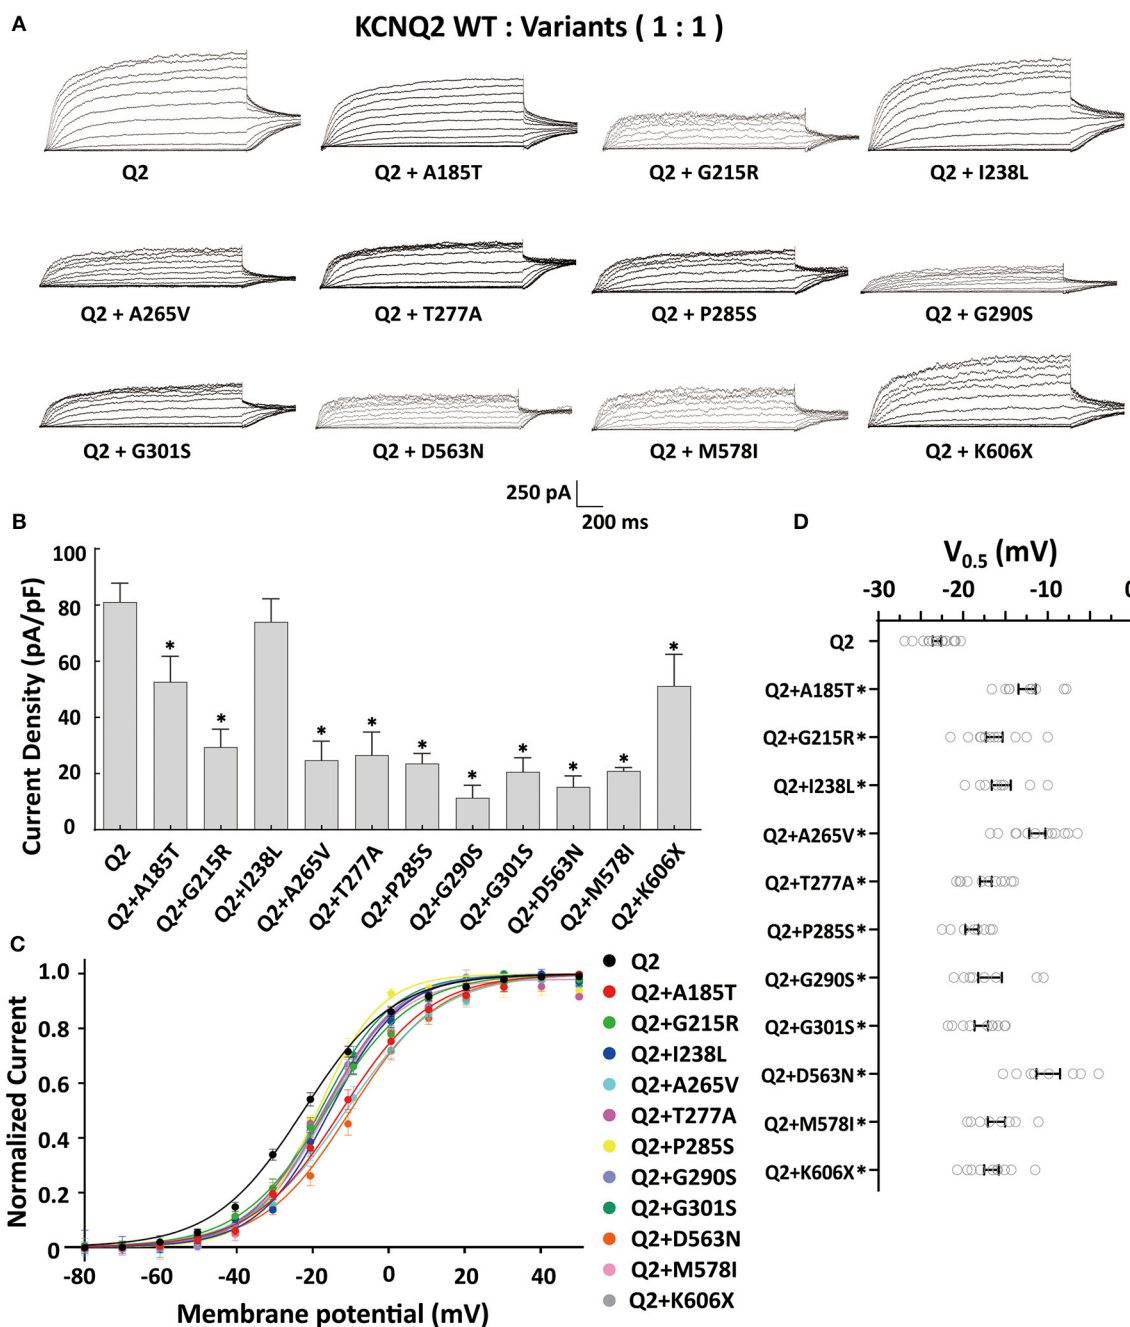 A
KCNQ2 WT : Variants ( 1 : 1 )
Q2
Q2 + A185T
Q2 + G215R
Q2 + I238L
Q2 + A265V
Q2 + T277A
Q2 + P285S
Q2 + G290S
Q2 + G301S
Q2 + D563N
Q2 + M578I
Q2 + K606X
250 pA
200 ms
B
Current Density (pA/pF)
100
80
60
40
20
0
*
*
*
*
*
*
*
*
*
*
Q2
Q2+A185T
Q2+G215R
Q2+I238L
Q2+A265V
Q2+T277A
Q2+P285S
Q2+G290S
Q2+G301S
Q2+D563N
Q2+M578I
Q2+K606X
C
Normalized Current
1.0
0.8
0.6
0.4
0.2
0
-80
-60
-40
-20
0
20
40
Membrane potential (mV)
Q2
Q2+A185T
Q2+G215R
Q2+I238L
Q2+A265V
Q2+T277A
Q2+P285S
Q2+G290S
Q2+G301S
Q2+D563N
Q2+M578I
Q2+K606X
D
V0.5 (mV)
-30
-20
-10
0
Q2
Q2+A185T*
Q2+G215R*
Q2+I238L*
Q2+A265V*
Q2+T277A*
Q2+P285S*
Q2+G290S*
Q2+G301S*
Q2+D563N*
Q2+M578I*
Q2+K606X*